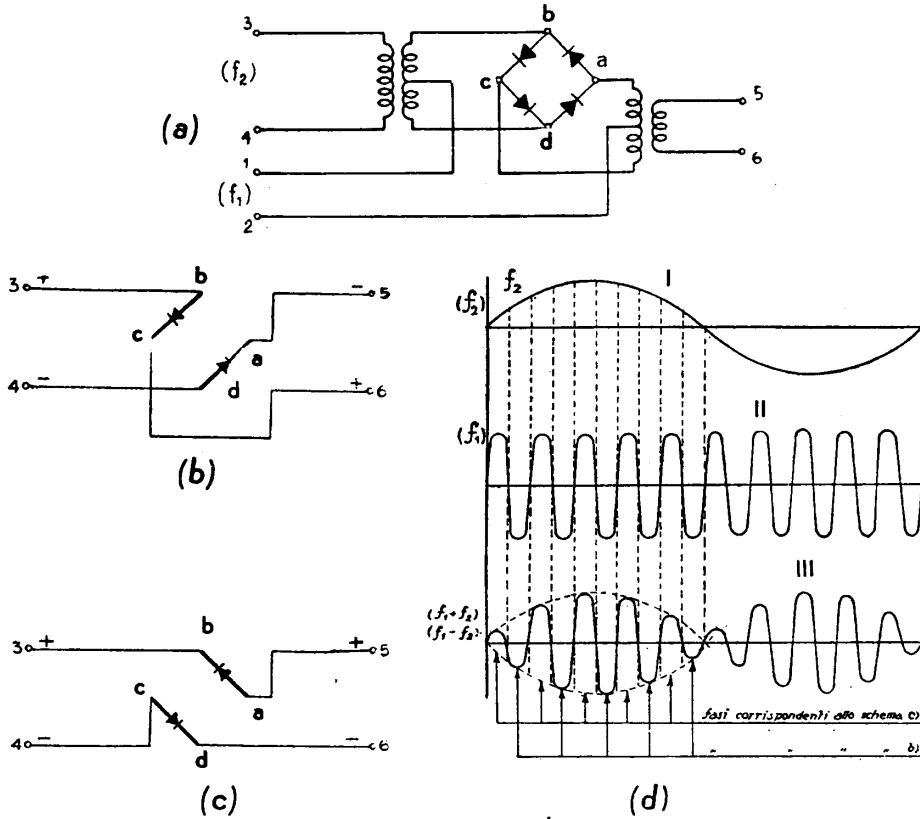 3
b
(f₂)
c
a
5
(a)
4
d
6
1
(f₁)
2
3 +
b
− 5
c
a
4 −
d
+ 6
(b)
3 +
b
+ 5
c
a
4 −
d
− 6
(c)
f₂
I
(f₂)
II
(f₁)
III
(f₁+f₂)
(f₁−f₂)
fasi corrispondenti allo schema c)
" " " " b)
(d)